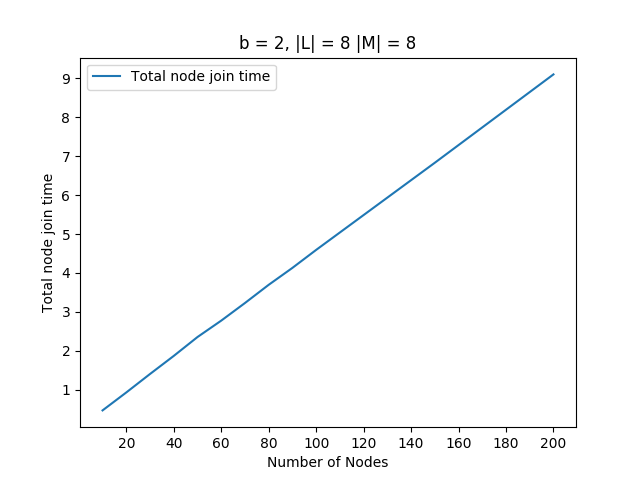 b = 2, |L| = 8 |M| = 8
Total node join time
Total node join time
9
8
7
6
5
4
3
2
1
20 40 60 80 100 120 140 160 180 200
Number of Nodes